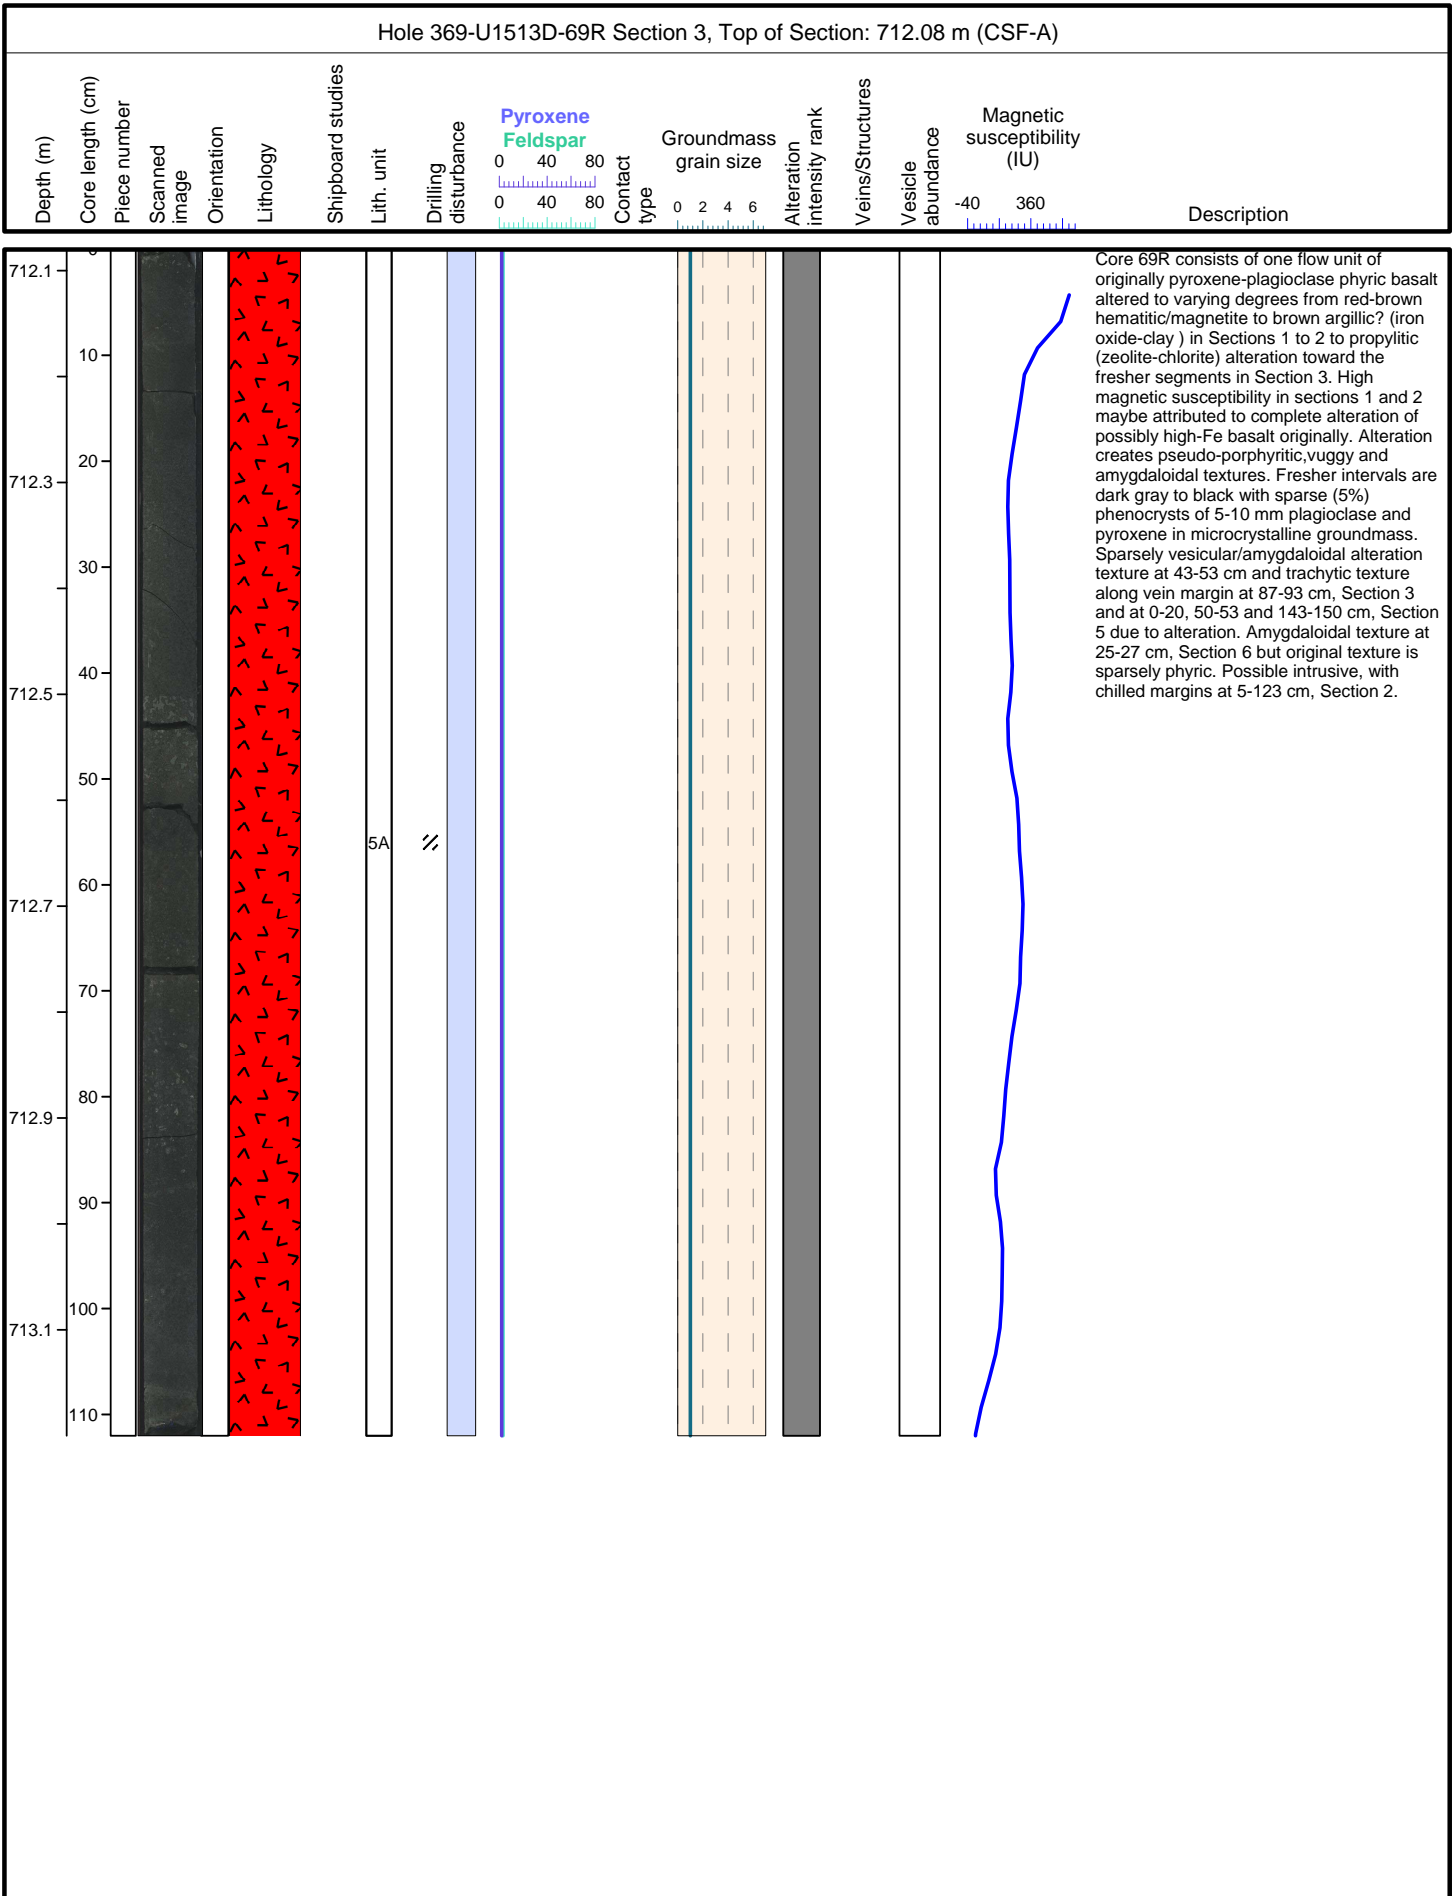 Hole 369-U1513D-69R Section 3, Top of Section: 712.08 m (CSF-A)
Depth (m)
Core length (cm)
Piece number
Scanned
image
Orientation
Lithology
Shipboard studies
Lith. unit
Drilling
disturbance
Pyroxene
Feldspar
0 40 80
0 40 80
Contact
type
Groundmass
grain size
0 2 4 6
Alteration
intensity rank
Veins/Structures
Vesicle
abundance
Magnetic
susceptibility
(IU)
-40 360
Description
712.1
712.3
712.5
712.7
712.9
713.1
10
20
30
40
50
60
70
80
90
100
110
5A
Core 69R consists of one flow unit of
originally pyroxene-plagioclase phyric basalt
altered to varying degrees from red-brown
hematitic/magnetite to brown argillic? (iron
oxide-clay ) in Sections 1 to 2 to propylitic
(zeolite-chlorite) alteration toward the
fresher segments in Section 3. High
magnetic susceptibility in sections 1 and 2
maybe attributed to complete alteration of
possibly high-Fe basalt originally. Alteration
creates pseudo-porphyritic,vuggy and
amygdaloidal textures. Fresher intervals are
dark gray to black with sparse (5%)
phenocrysts of 5-10 mm plagioclase and
pyroxene in microcrystalline groundmass.
Sparsely vesicular/amygdaloidal alteration
texture at 43-53 cm and trachytic texture
along vein margin at 87-93 cm, Section 3
and at 0-20, 50-53 and 143-150 cm, Section
5 due to alteration. Amygdaloidal texture at
25-27 cm, Section 6 but original texture is
sparsely phyric. Possible intrusive, with
chilled margins at 5-123 cm, Section 2.